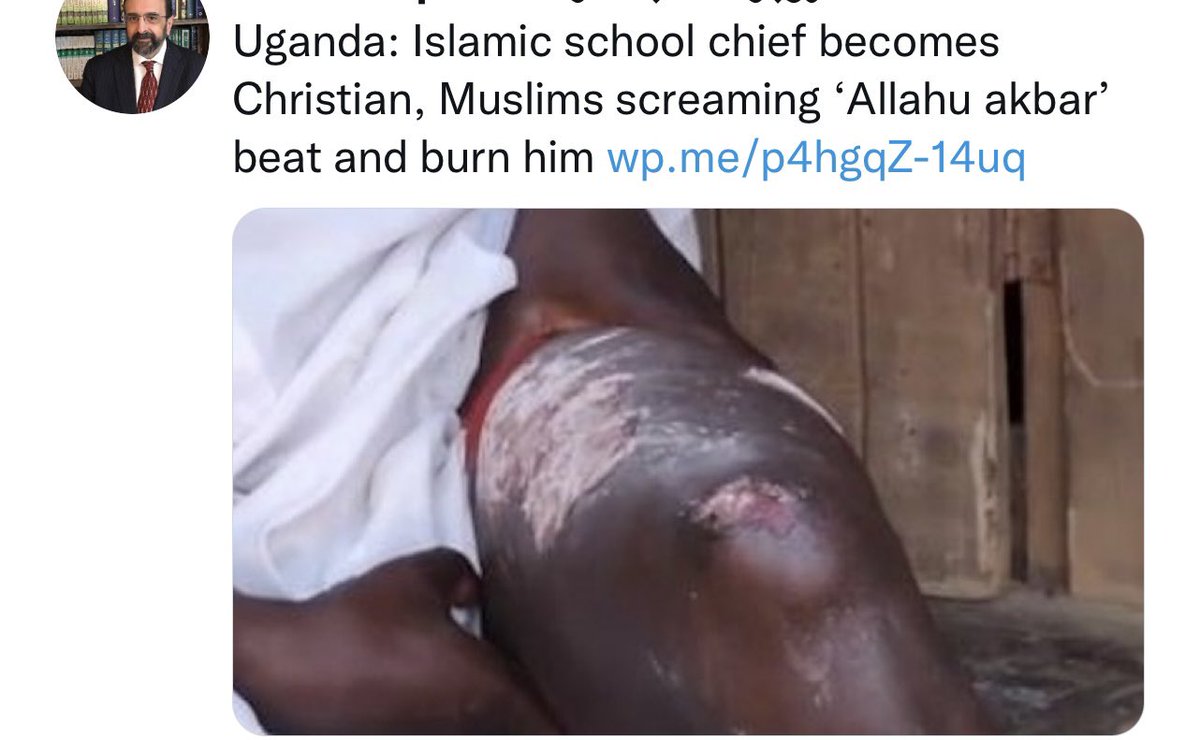 Uganda: Islamic school chief becomes
Christian, Muslims screaming ‘Allahu akbar’
beat and burn him wp.me/p4hgqZ-14uq